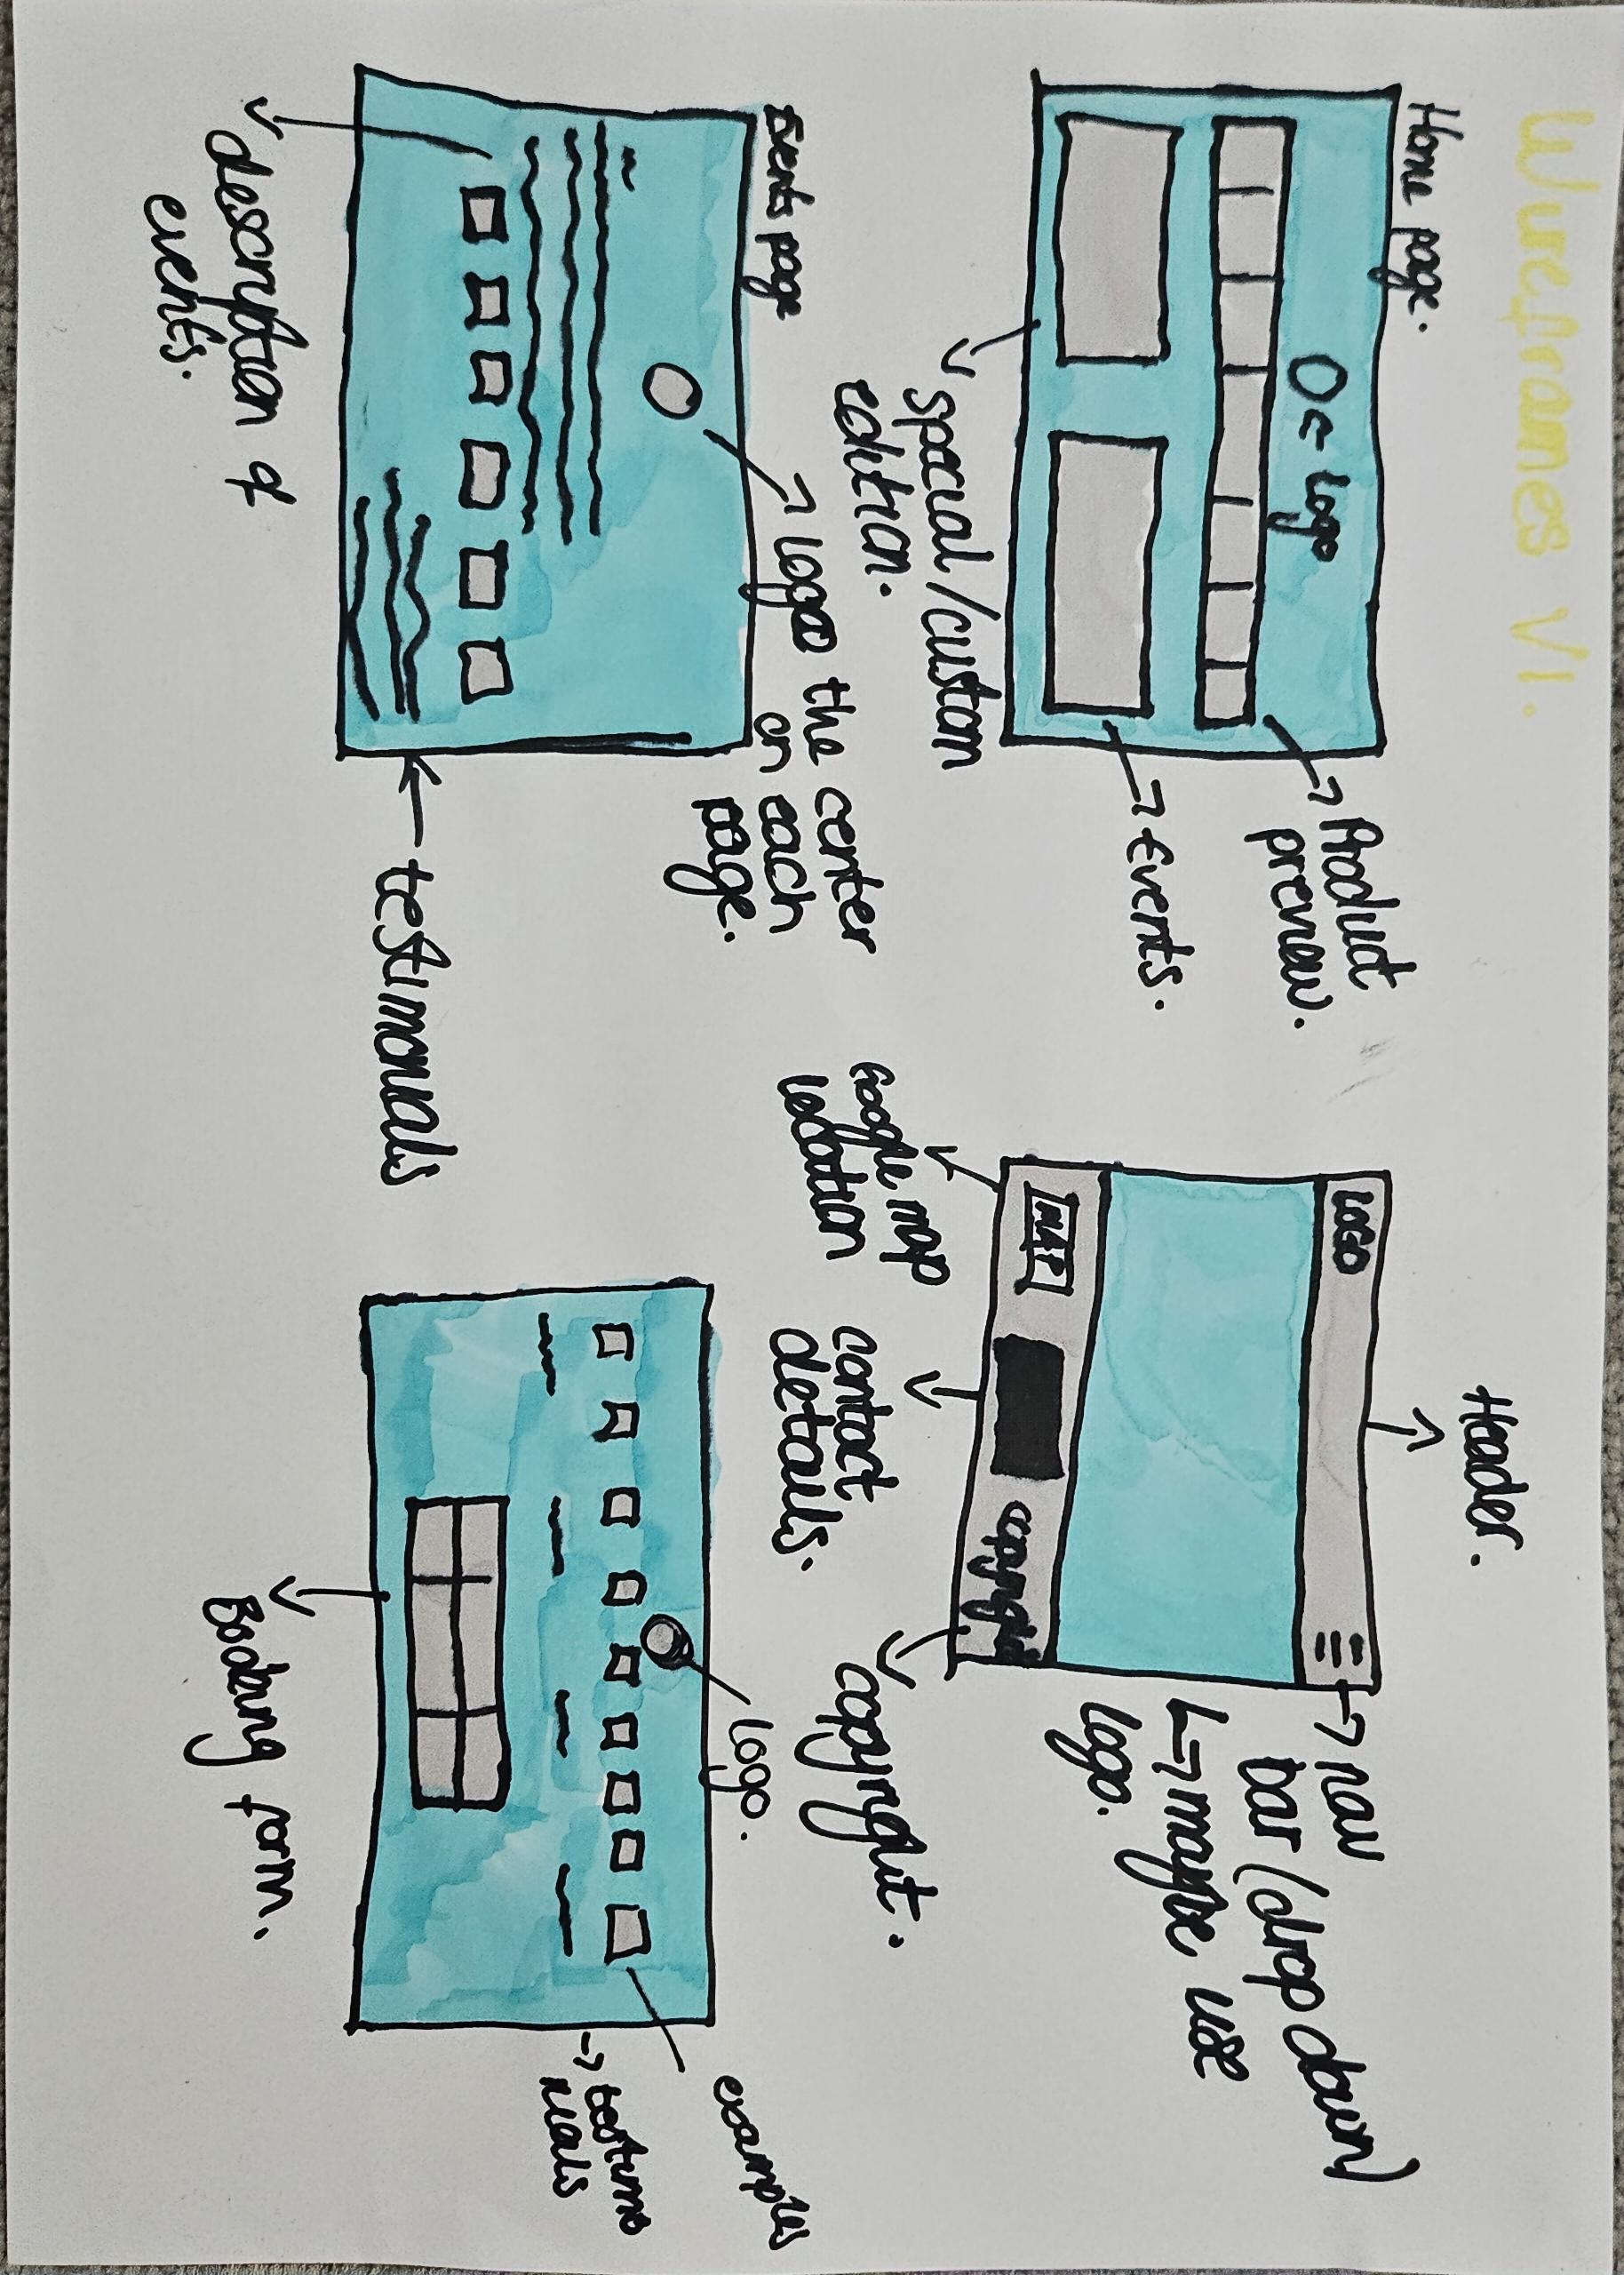 Wireframes V1.
Home page.
O ← Logo
Product
preview.
Events.
special/custom
edition.
Header.
LOGO
nav
bar (drop down)
maybe use
logo.
MAP
copyright
Google map
location
contact
details.
copyright.
Events page
logo the center
on each
page.
description of
events.
testimonials
Logo.
examples
testimo
nials
Booking form.